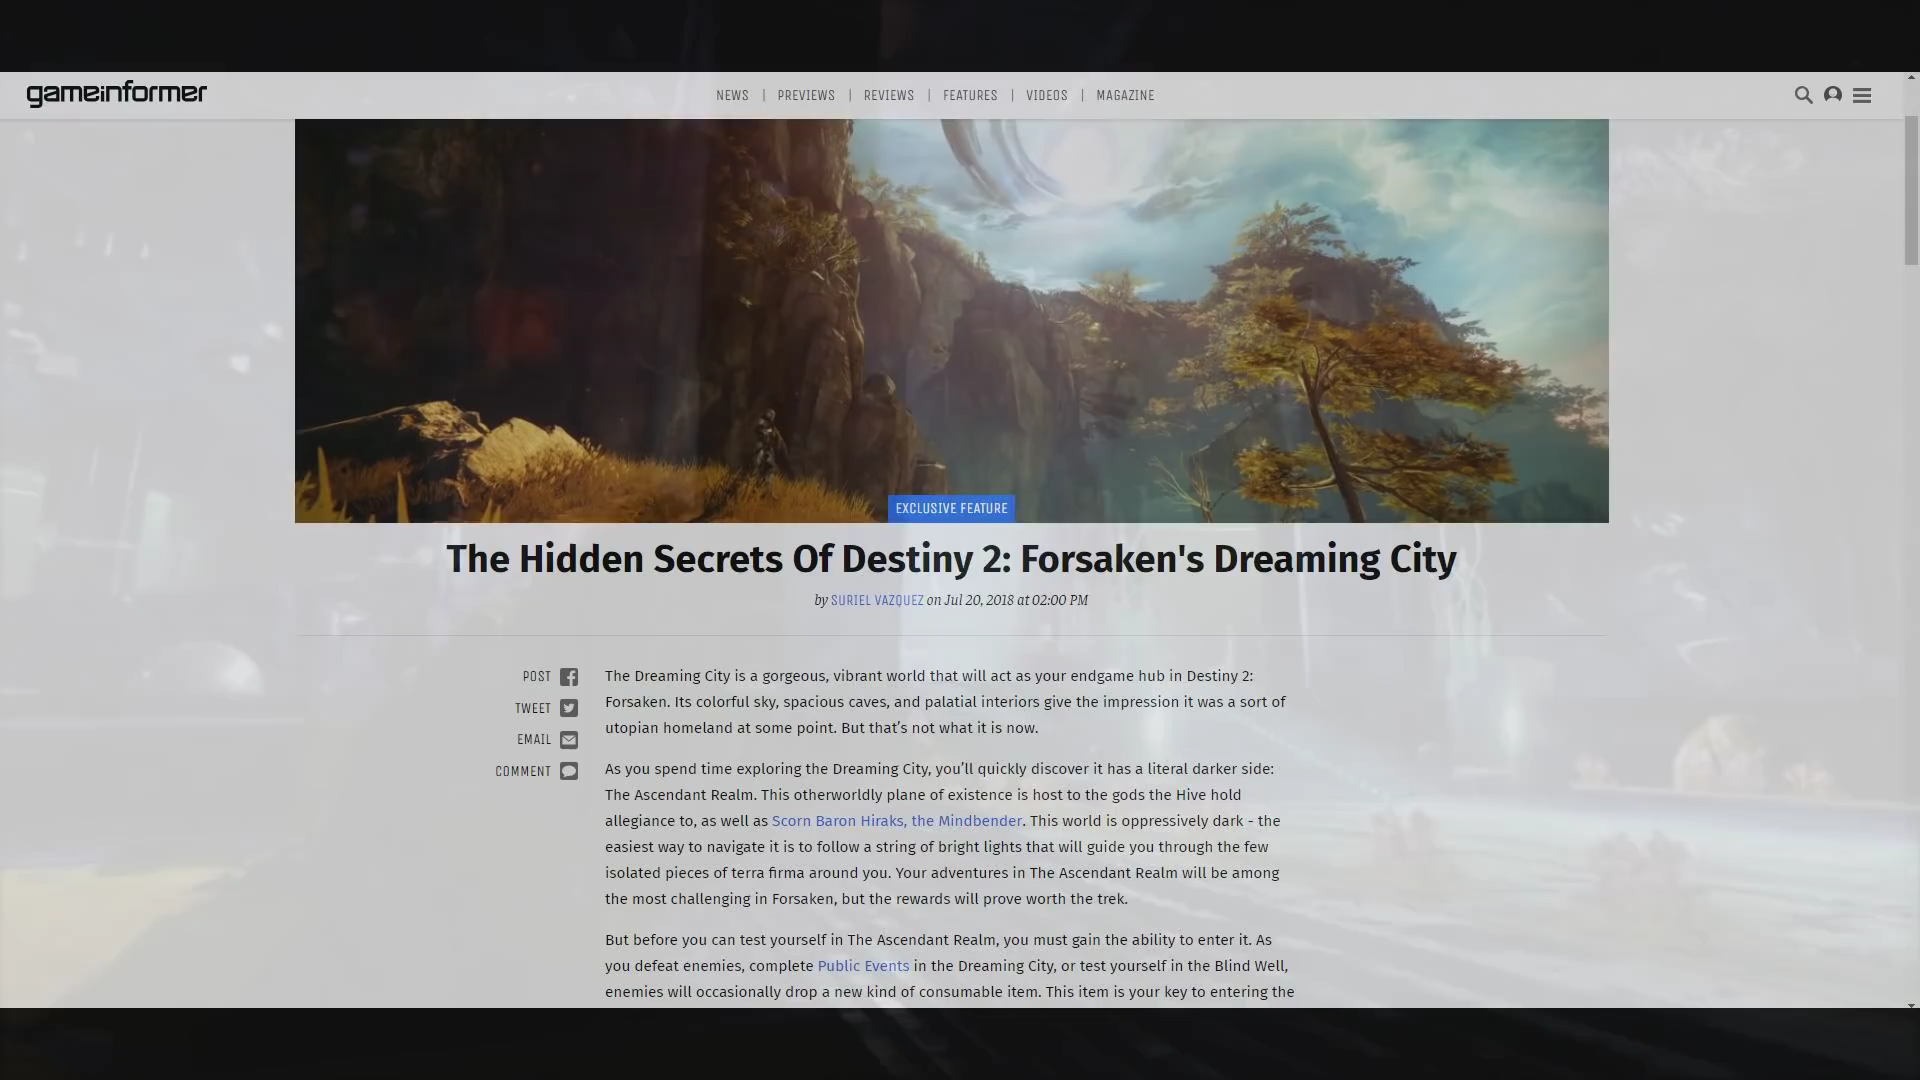 gameinformer
NEWS | PREVIEWS | REVIEWS | FEATURES | VIDEOS | MAGAZINE
EXCLUSIVE FEATURE
The Hidden Secrets Of Destiny 2: Forsaken's Dreaming City
by SURIEL VAZQUEZ on Jul 20, 2018 at 02:00 PM
POST
TWEET
EMAIL
COMMENT
The Dreaming City is a gorgeous, vibrant world that will act as your endgame hub in Destiny 2:
Forsaken. Its colorful sky, spacious caves, and palatial interiors give the impression it was a sort of
utopian homeland at some point. But that’s not what it is now.
As you spend time exploring the Dreaming City, you’ll quickly discover it has a literal darker side:
The Ascendant Realm. This otherworldly plane of existence is host to the gods the Hive hold
allegiance to, as well as Scorn Baron Hiraks, the Mindbender. This world is oppressively dark - the
easiest way to navigate it is to follow a string of bright lights that will guide you through the few
isolated pieces of terra firma around you. Your adventures in The Ascendant Realm will be among
the most challenging in Forsaken, but the rewards will prove worth the trek.
But before you can test yourself in The Ascendant Realm, you must gain the ability to enter it. As
you defeat enemies, complete Public Events in the Dreaming City, or test yourself in the Blind Well,
enemies will occasionally drop a new kind of consumable item. This item is your key to entering the